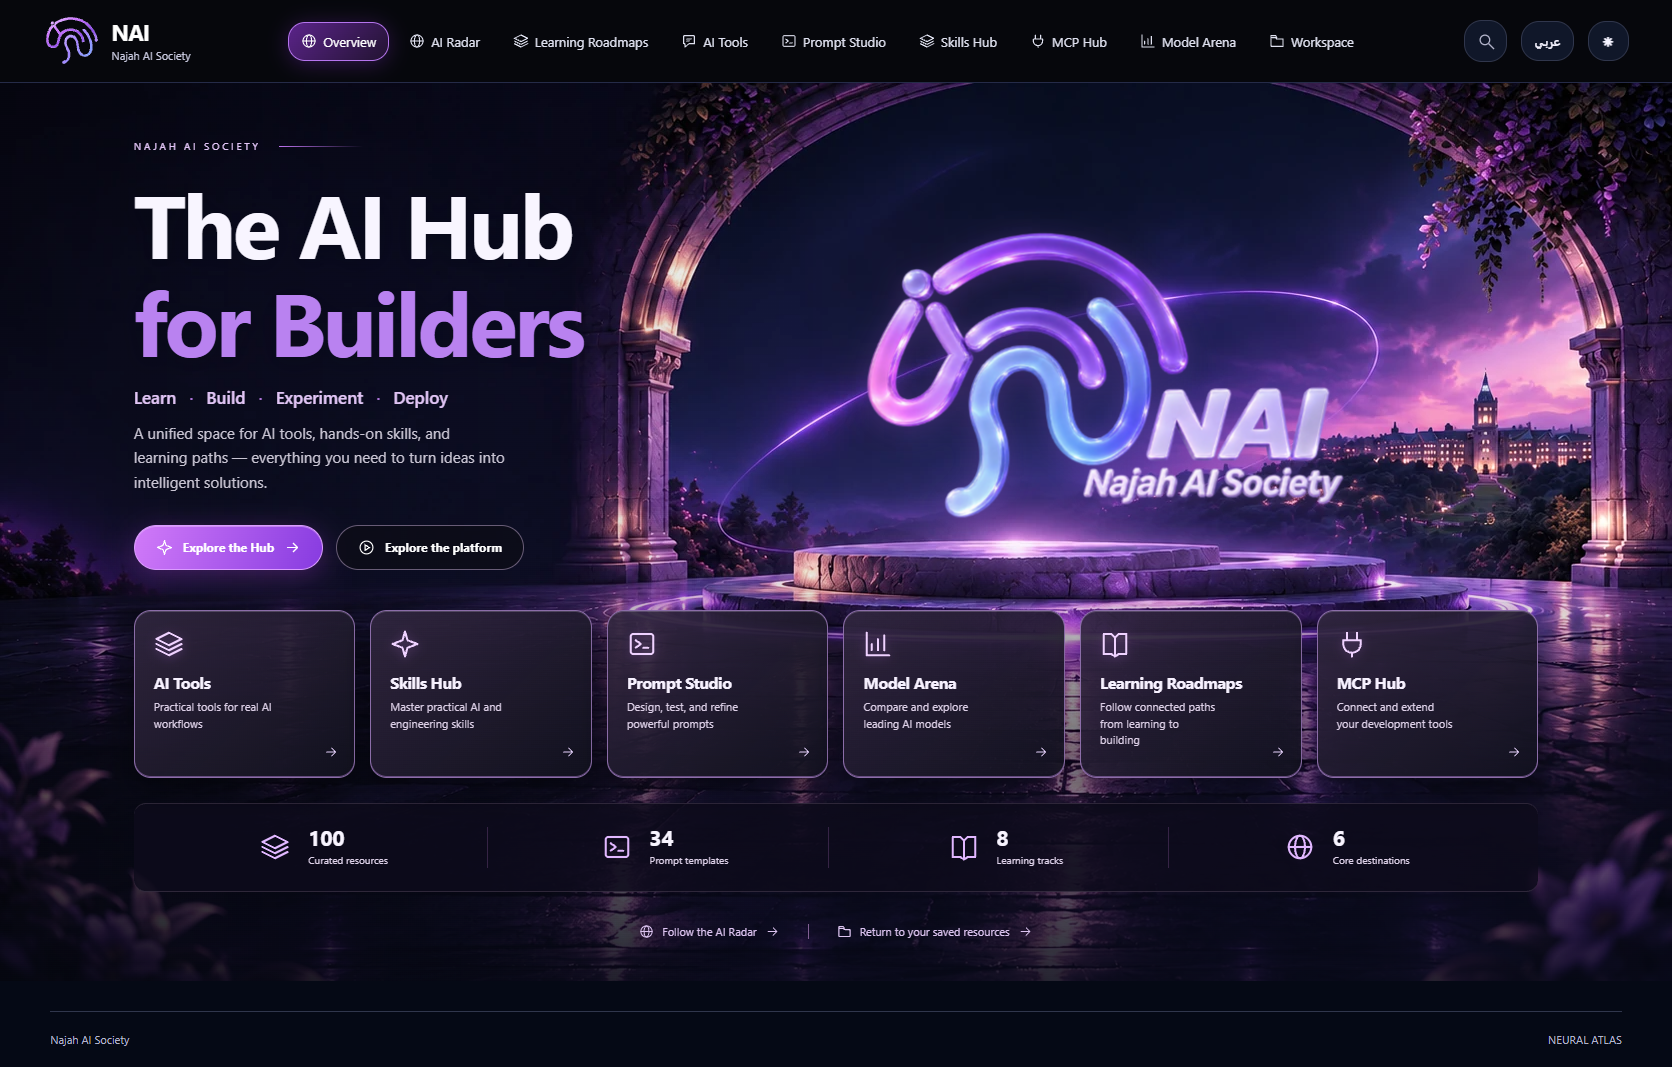 NAI
Najah AI Society
Overview
AI Radar
Learning Roadmaps
AI Tools
Prompt Studio
Skills Hub
MCP Hub
Model Arena
Workspace
عربي
NAJAH AI SOCIETY
The AI Hub
for Builders
Learn · Build · Experiment · Deploy
A unified space for AI tools, hands-on skills, and
learning paths — everything you need to turn ideas into
intelligent solutions.
Explore the Hub
Explore the platform
NAI
Najah AI Society
AI Tools
Practical tools for real AI
workflows
Skills Hub
Master practical AI and
engineering skills
Prompt Studio
Design, test, and refine
powerful prompts
Model Arena
Compare and explore
leading AI models
Learning Roadmaps
Follow connected paths
from learning to
building
MCP Hub
Connect and extend
your development tools
100
Curated resources
34
Prompt templates
8
Learning tracks
6
Core destinations
Follow the AI Radar
Return to your saved resources
Najah AI Society
NEURAL ATLAS